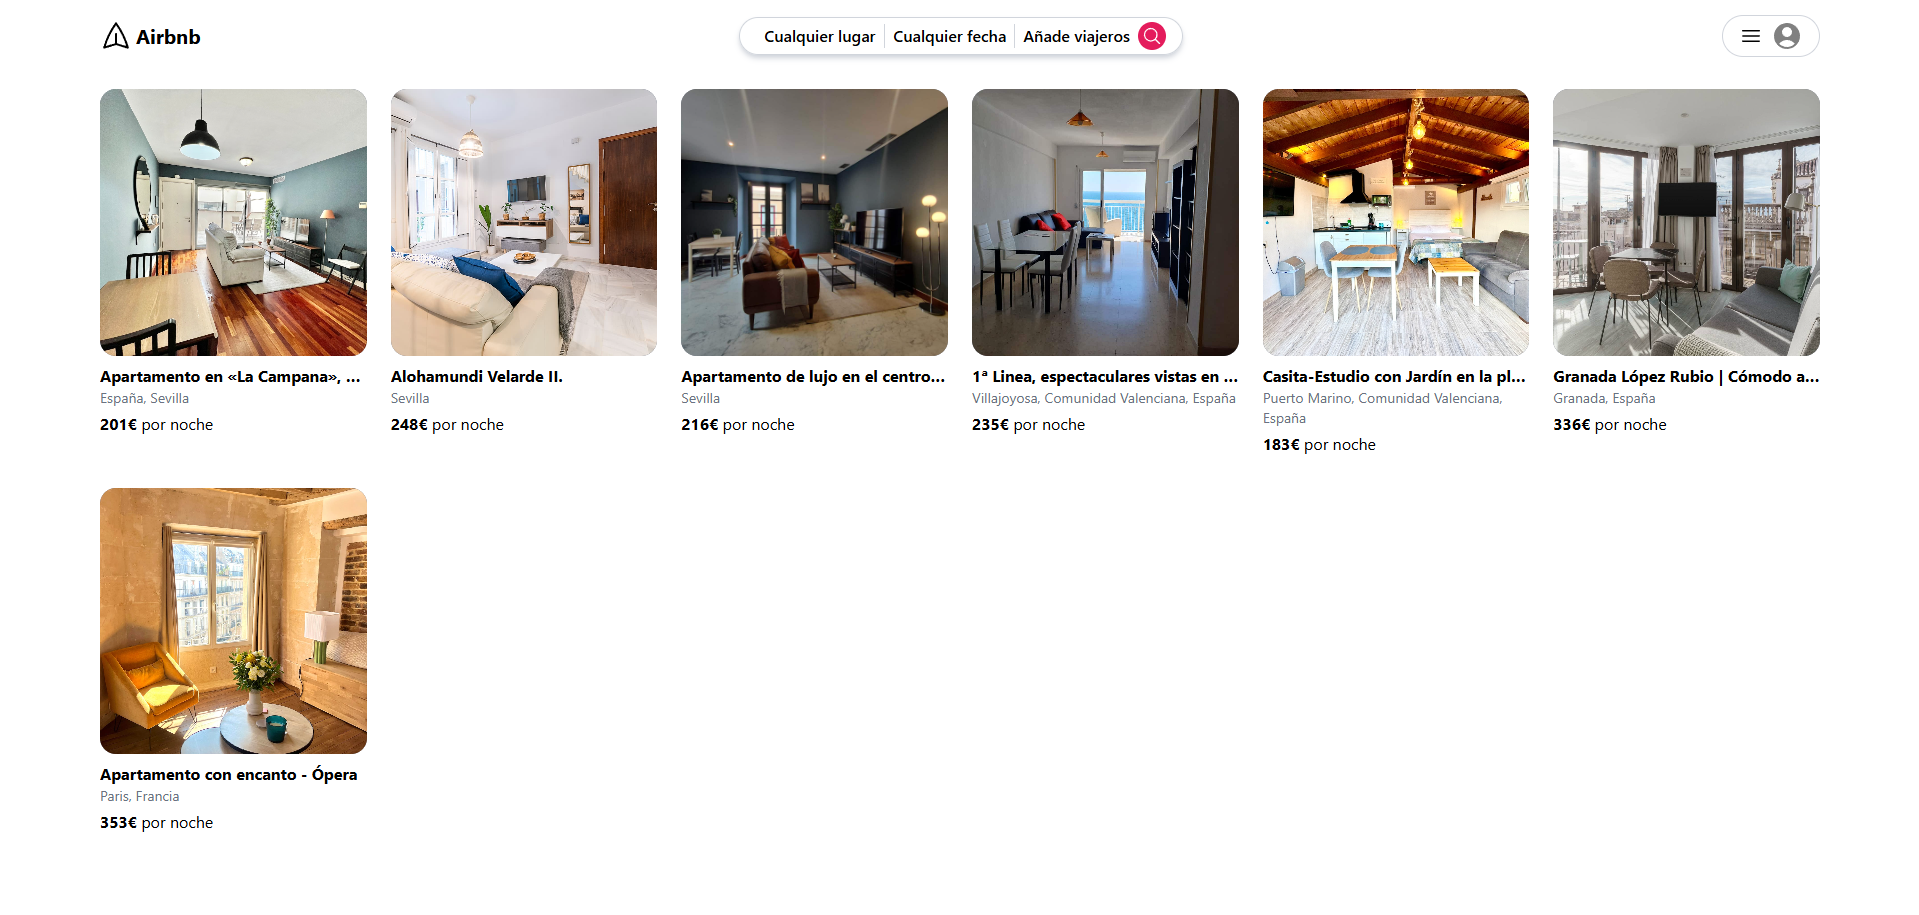 Airbnb
Cualquier lugar
Cualquier fecha
Añade viajeros
Apartamento en «La Campana», ...
España, Sevilla
201€ por noche
Alohamundi Velarde II.
Sevilla
248€ por noche
Apartamento de lujo en el centro...
Sevilla
216€ por noche
1ª Linea, espectaculares vistas en ...
Villajoyosa, Comunidad Valenciana, España
235€ por noche
Casita-Estudio con Jardín en la pl...
Puerto Marino, Comunidad Valenciana,
España
183€ por noche
Granada López Rubio | Cómodo a...
Granada, España
336€ por noche
Apartamento con encanto - Ópera
Paris, Francia
353€ por noche